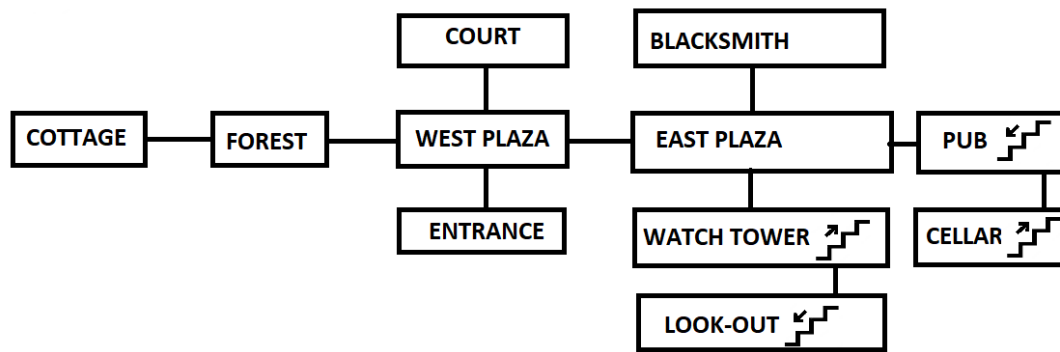 COURT
BLACKSMITH
COTTAGE
FOREST
WEST PLAZA
EAST PLAZA
PUB
ENTRANCE
WATCH TOWER
CELLAR
LOOK-OUT